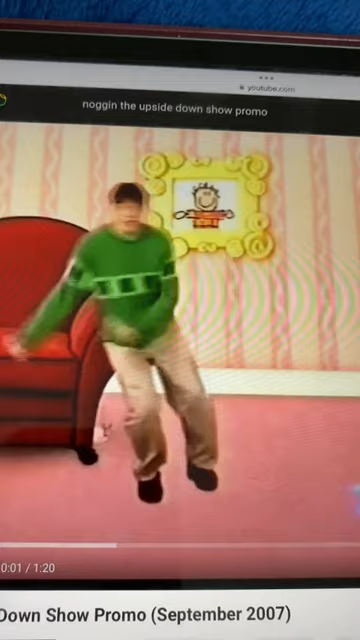 youtube.com
noggin the upside down show promo
0:01 / 1:20
Down Show Promo (September 2007)